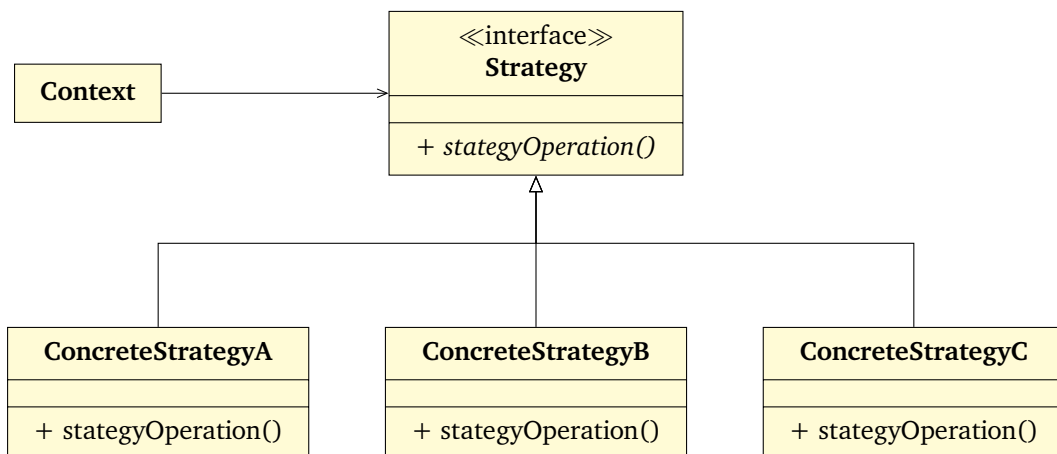 ≪interface≫
Strategy
Context
+ stategyOperation()
ConcreteStrategyA
ConcreteStrategyB
ConcreteStrategyC
+ stategyOperation()
+ stategyOperation()
+ stategyOperation()